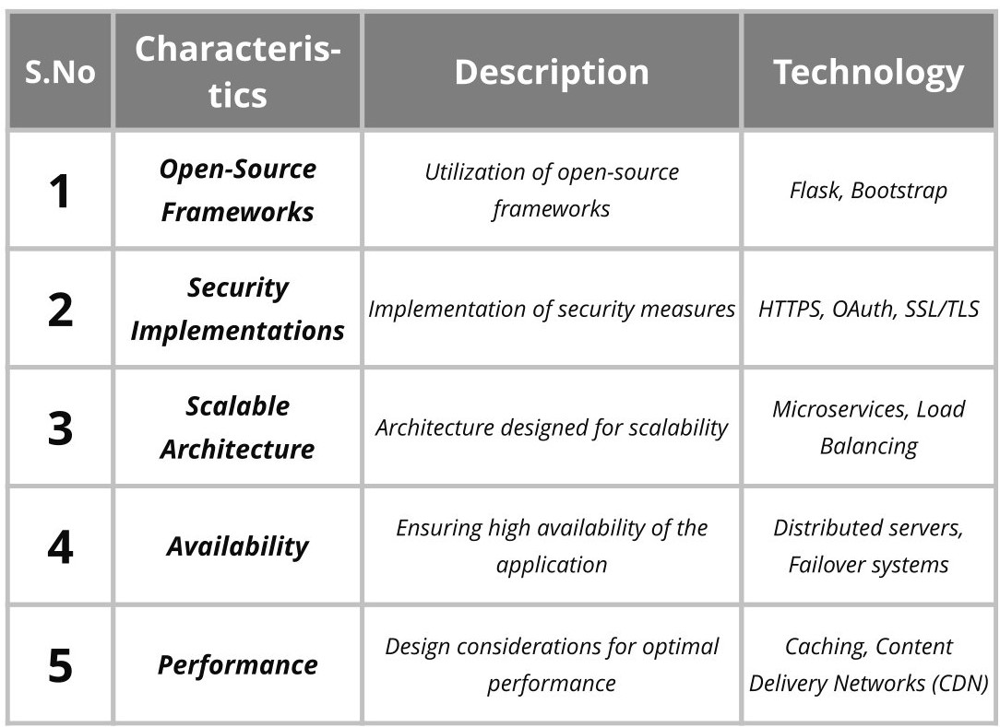 S.No
Characteris-
tics
Description
Technology
1
Open-Source
Frameworks
Utilization of open-source
frameworks
Flask, Bootstrap
2
Security
Implementations
Implementation of security measures
HTTPS, OAuth, SSL/TLS
3
Scalable
Architecture
Architecture designed for scalability
Microservices, Load
Balancing
4
Availability
Ensuring high availability of the
application
Distributed servers,
Failover systems
5
Performance
Design considerations for optimal
performance
Caching, Content
Delivery Networks (CDN)